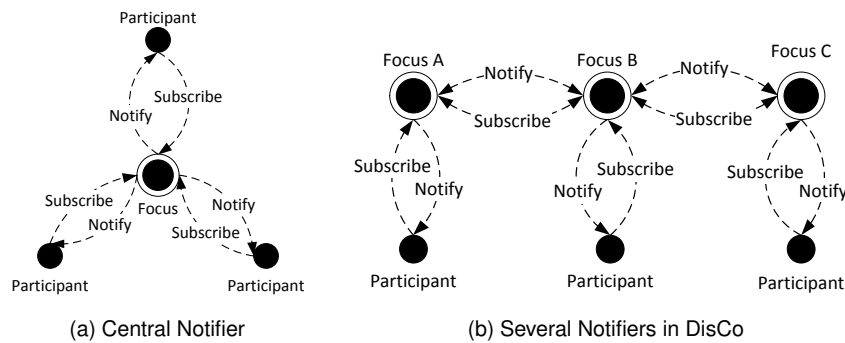 Participant
Notify
Subscribe
Focus
Subscribe
Notify
Notify
Subscribe
Participant
Participant
(a) Central Notifier
Focus A
Focus B
Focus C
Notify
Subscribe
Notify
Subscribe
Subscribe
Notify
Notify
Subscribe
Subscribe
Notify
Participant
Participant
Participant
(b) Several Notifiers in DisCo